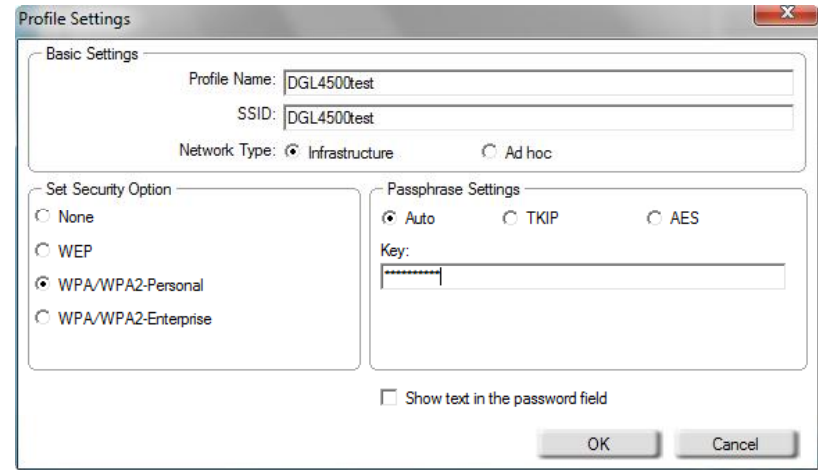 Profile Settings
Basic Settings
Profile Name: DGL4500test
SSID: DGL4500test
Network Type: Infrastructure Ad hoc
Set Security Option
None
WEP
WPA/WPA2-Personal
WPA/WPA2-Enterprise
Passphrase Settings
Auto TKIP AES
Key:
**********
Show text in the password field
OK Cancel